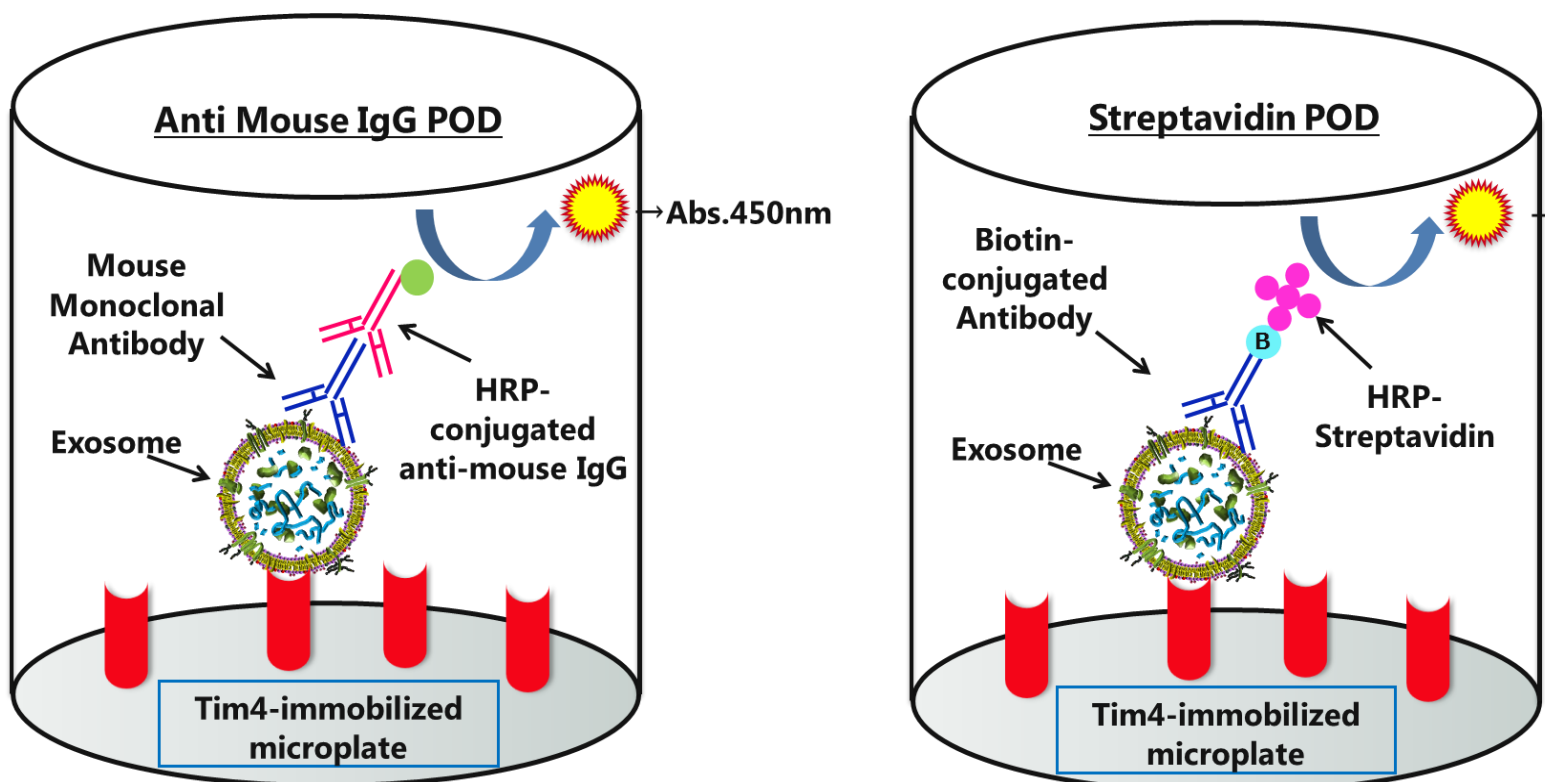 Anti Mouse IgG POD
→Abs.450nm
Mouse
Monoclonal
Antibody
HRP-
conjugated
anti-mouse IgG
Exosome
Tim4-immobilized
microplate
Streptavidin POD
Biotin-
conjugated
Antibody
B
HRP-
Streptavidin
Exosome
Tim4-immobilized
microplate